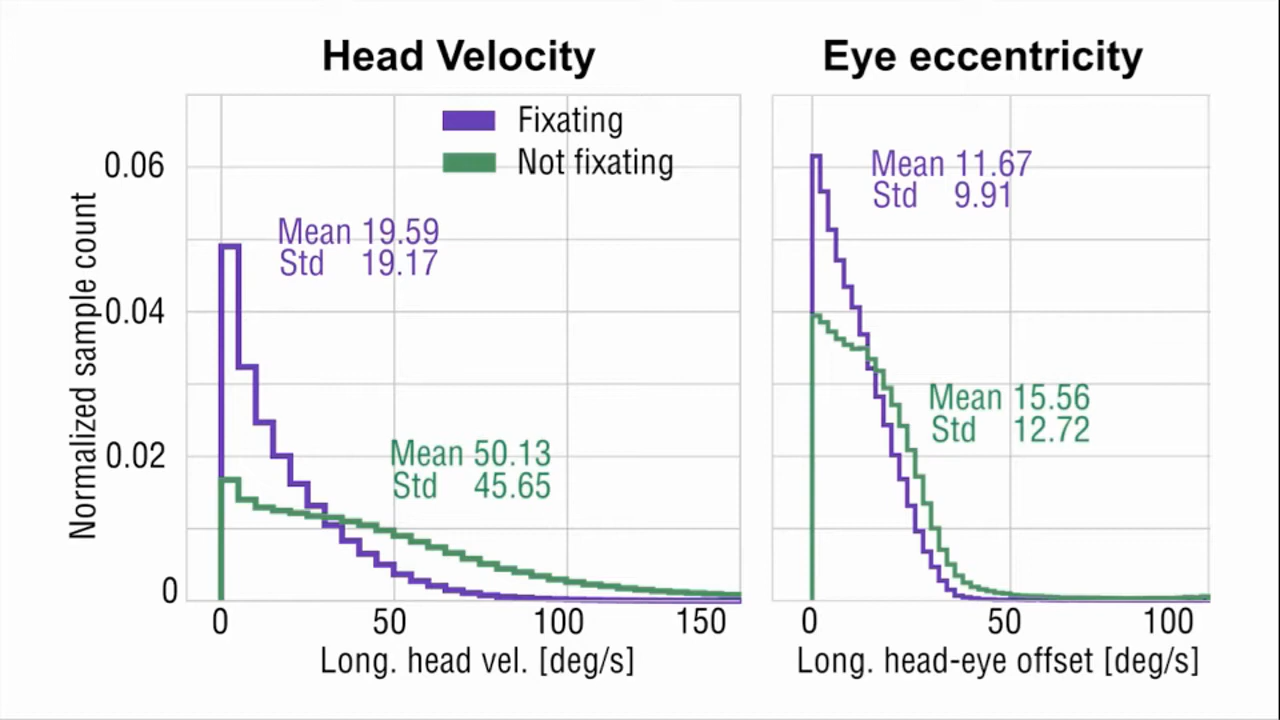 Head Velocity
Eye eccentricity
Fixating
Not fixating
Mean 19.59
Std 19.17
Mean 50.13
Std 45.65
Mean 11.67
Std 9.91
Mean 15.56
Std 12.72
Normalized sample count
0.06
0.04
0.02
0
0 50 100 150
0 50 100
Long. head vel. [deg/s]
Long. head-eye offset [deg/s]